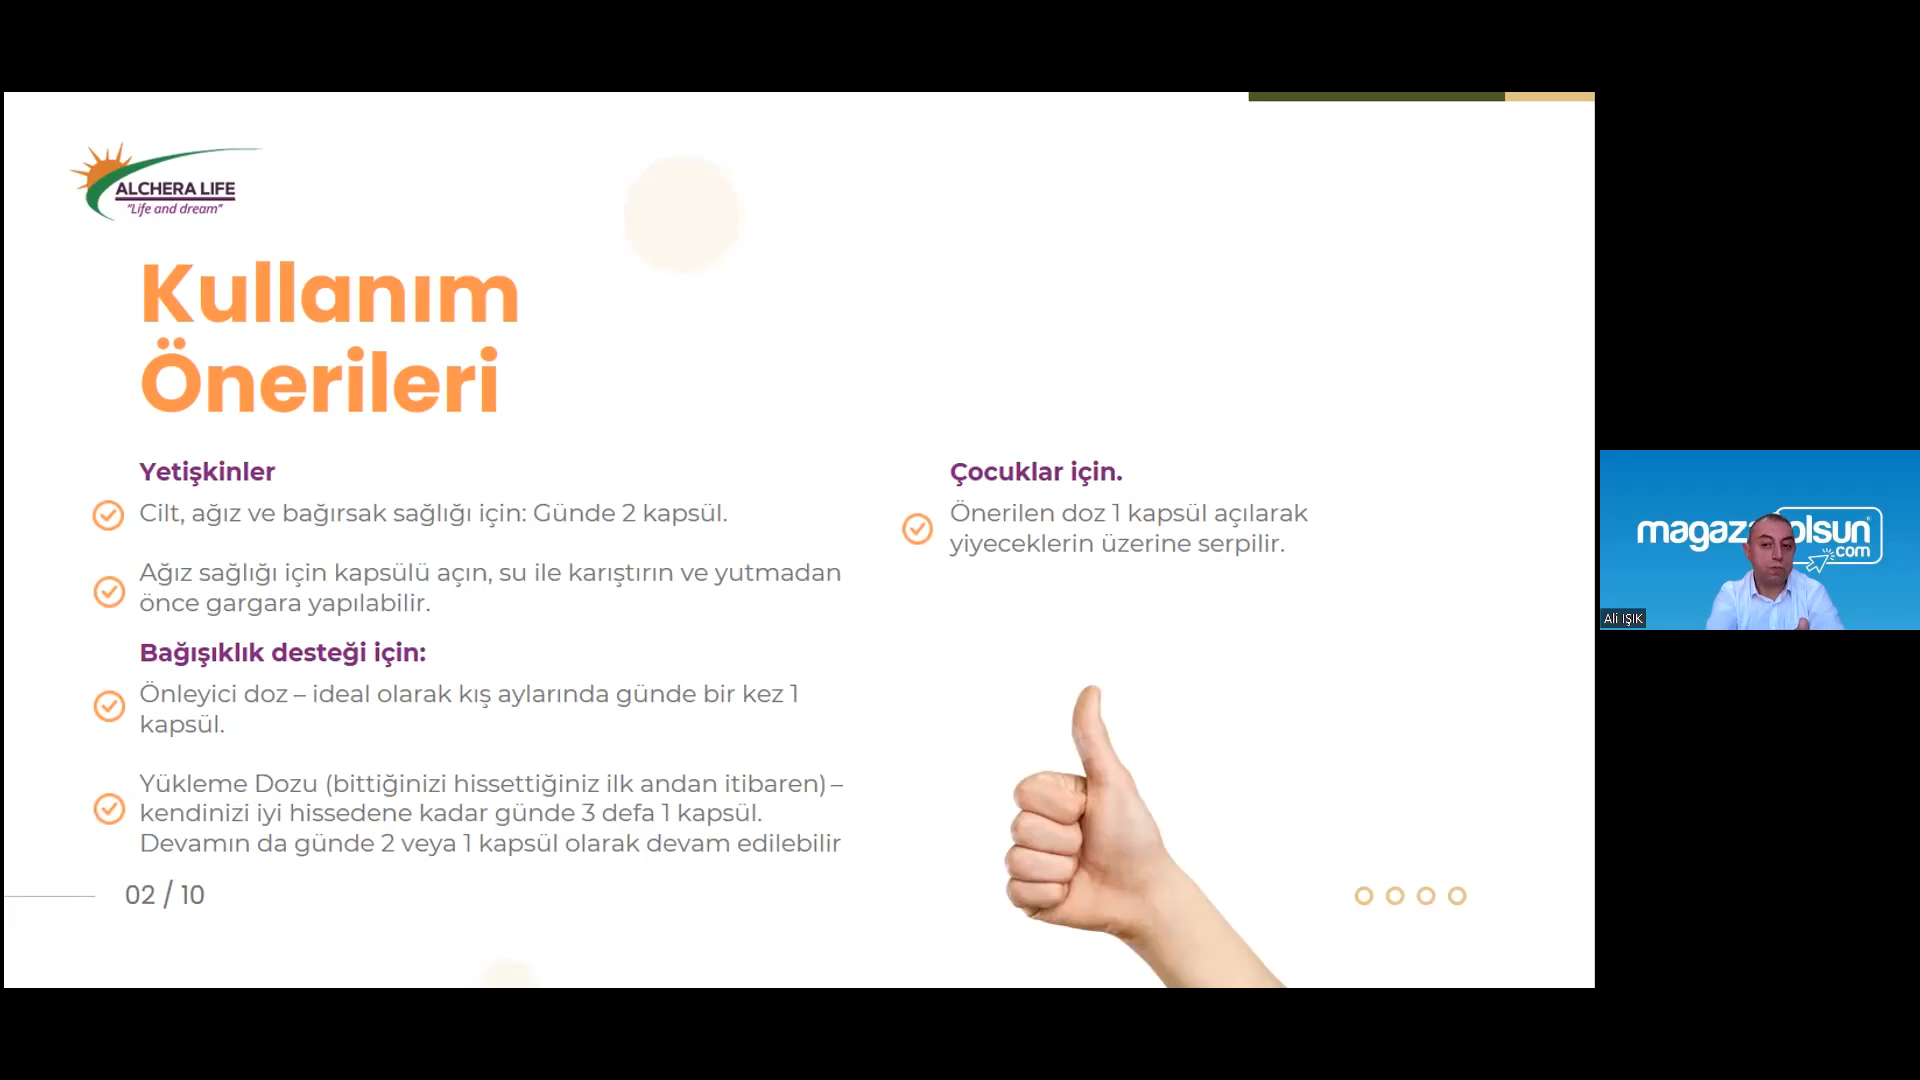 ALCHERA LIFE
"Life and dream"
Kullanım
Önerileri
Yetişkinler
Cilt, ağız ve bağırsak sağlığı için: Günde 2 kapsül.
Ağız sağlığı için kapsülü açın, su ile karıştırın ve yutmadan
önce gargara yapılabilir.
Bağışıklık desteği için:
Önleyici doz – ideal olarak kış aylarında günde bir kez 1
kapsül.
Yükleme Dozu (bittiğinizi hissettiğiniz ilk andan itibaren) –
kendinizi iyi hissedene kadar günde 3 defa 1 kapsül.
Devamın da günde 2 veya 1 kapsül olarak devam edilebilir
02 / 10
Çocuklar için.
Önerilen doz 1 kapsül açılarak
yiyeceklerin üzerine serpilir.
magaza olsun
.com
Ali IŞIK